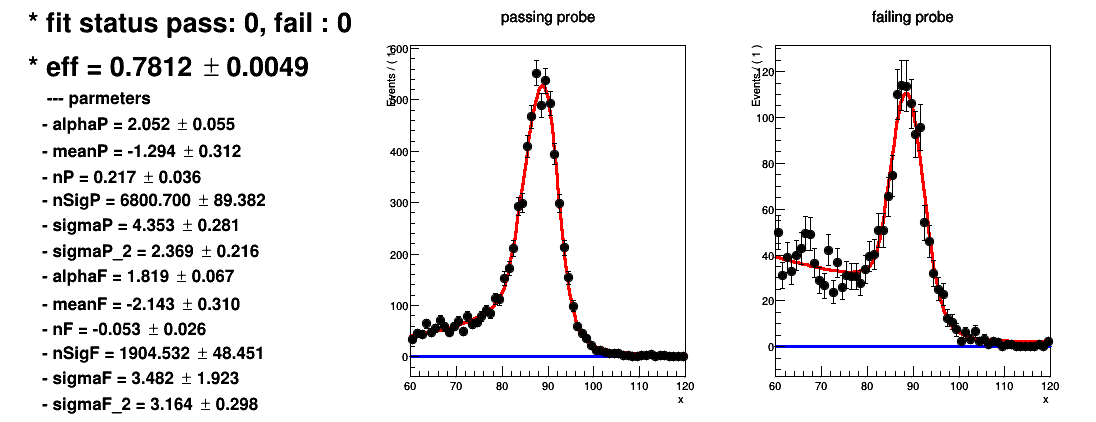 * fit status pass: 0, fail : 0
* eff = 0.7812 ± 0.0049
--- parmeters
- alphaP = 2.052 ± 0.055
- meanP = -1.294 ± 0.312
- nP = 0.217 ± 0.036
- nSigP = 6800.700 ± 89.382
- sigmaP = 4.353 ± 0.281
- sigmaP_2 = 2.369 ± 0.216
- alphaF = 1.819 ± 0.067
- meanF = -2.143 ± 0.310
- nF = -0.053 ± 0.026
- nSigF = 1904.532 ± 48.451
- sigmaF = 3.482 ± 1.923
- sigmaF_2 = 3.164 ± 0.298
passing probe
Events / ( 1 )
600
500
400
300
200
100
0
60 70 80 90 100 110 120
x
failing probe
Events / ( 1 )
120
100
80
60
40
20
0
60 70 80 90 100 110 120
x